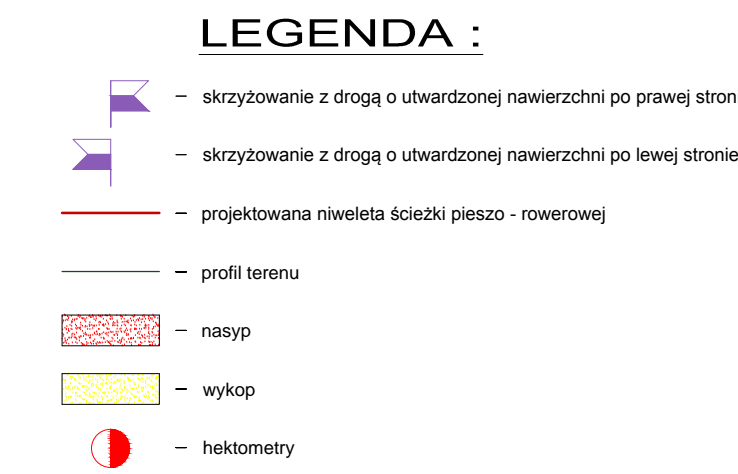 LEGENDA :
– skrzyżowanie z drogą o utwardzonej nawierzchni po prawej
– skrzyżowanie z drogą o utwardzonej nawierzchni po lewej stronie
– projektowana niweleta ścieżki pieszo - rowerowej
– profil terenu
– nasyp
– wykop
– hektometry